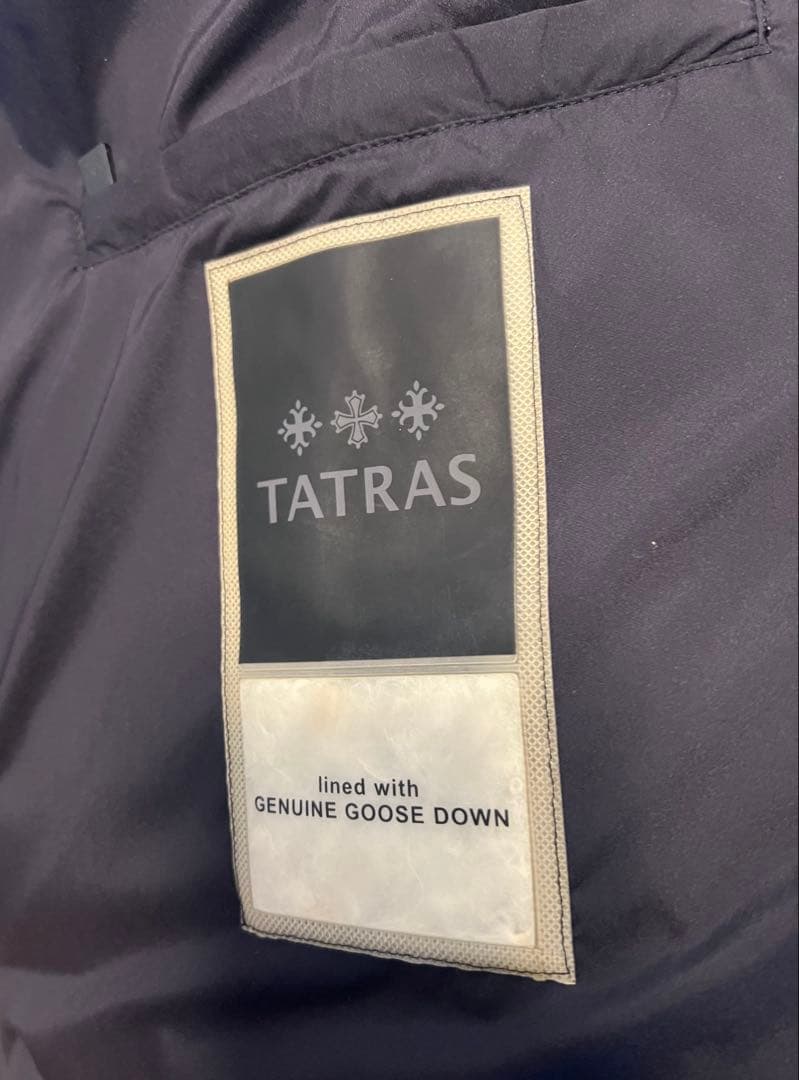 TATRAS
lined with
GENUINE GOOSE DOWN